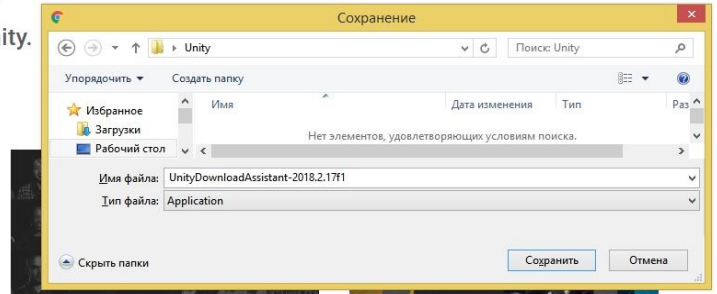 Сохранение
ity.
Unity
Поиск: Unity
Упорядочить
Создать папку
Избранное
Загрузки
Рабочий стол
Имя
Дата изменения
Тип
Раз
Нет элементов, удовлетворяющих условиям поиска.
Имя файла: UnityDownloadAssistant-2018.2.17f1
Тип файла: Application
Скрыть папки
Сохранить
Отмена